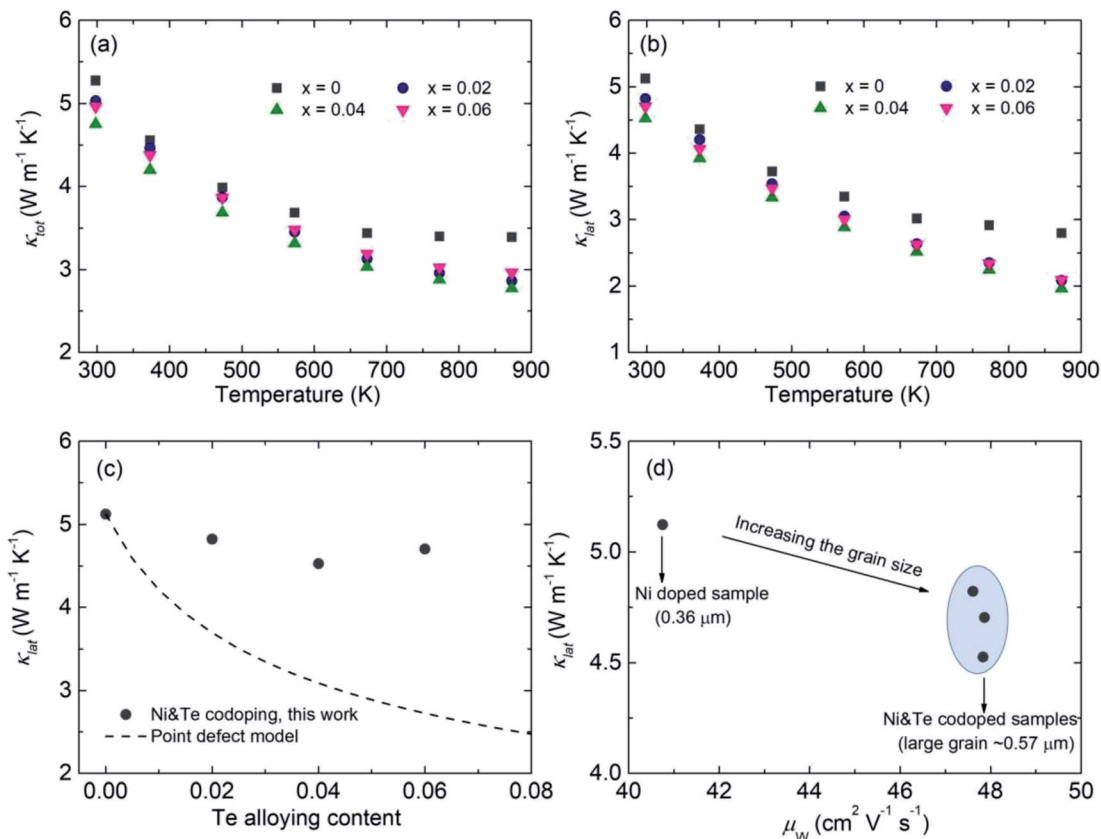 (a)
x = 0
x = 0.02
x = 0.04
x = 0.06
κtot (W m⁻¹ K⁻¹)
6
5
4
3
2
300 400 500 600 700 800 900
Temperature (K)
(b)
x = 0
x = 0.02
x = 0.04
x = 0.06
κlat (W m⁻¹ K⁻¹)
6
5
4
3
2
1
300 400 500 600 700 800 900
Temperature (K)
(c)
κlat (W m⁻¹ K⁻¹)
6
5
4
3
2
Ni&Te codoping, this work
Point defect model
0.00 0.02 0.04 0.06 0.08
Te alloying content
(d)
κlat (W m⁻¹ K⁻¹)
5.5
5.0
4.5
4.0
Increasing the grain size
Ni doped sample
(0.36 μm)
Ni&Te codoped samples
(large grain ~0.57 μm)
40 42 44 46 48 50
μW (cm² V⁻¹ s⁻¹)